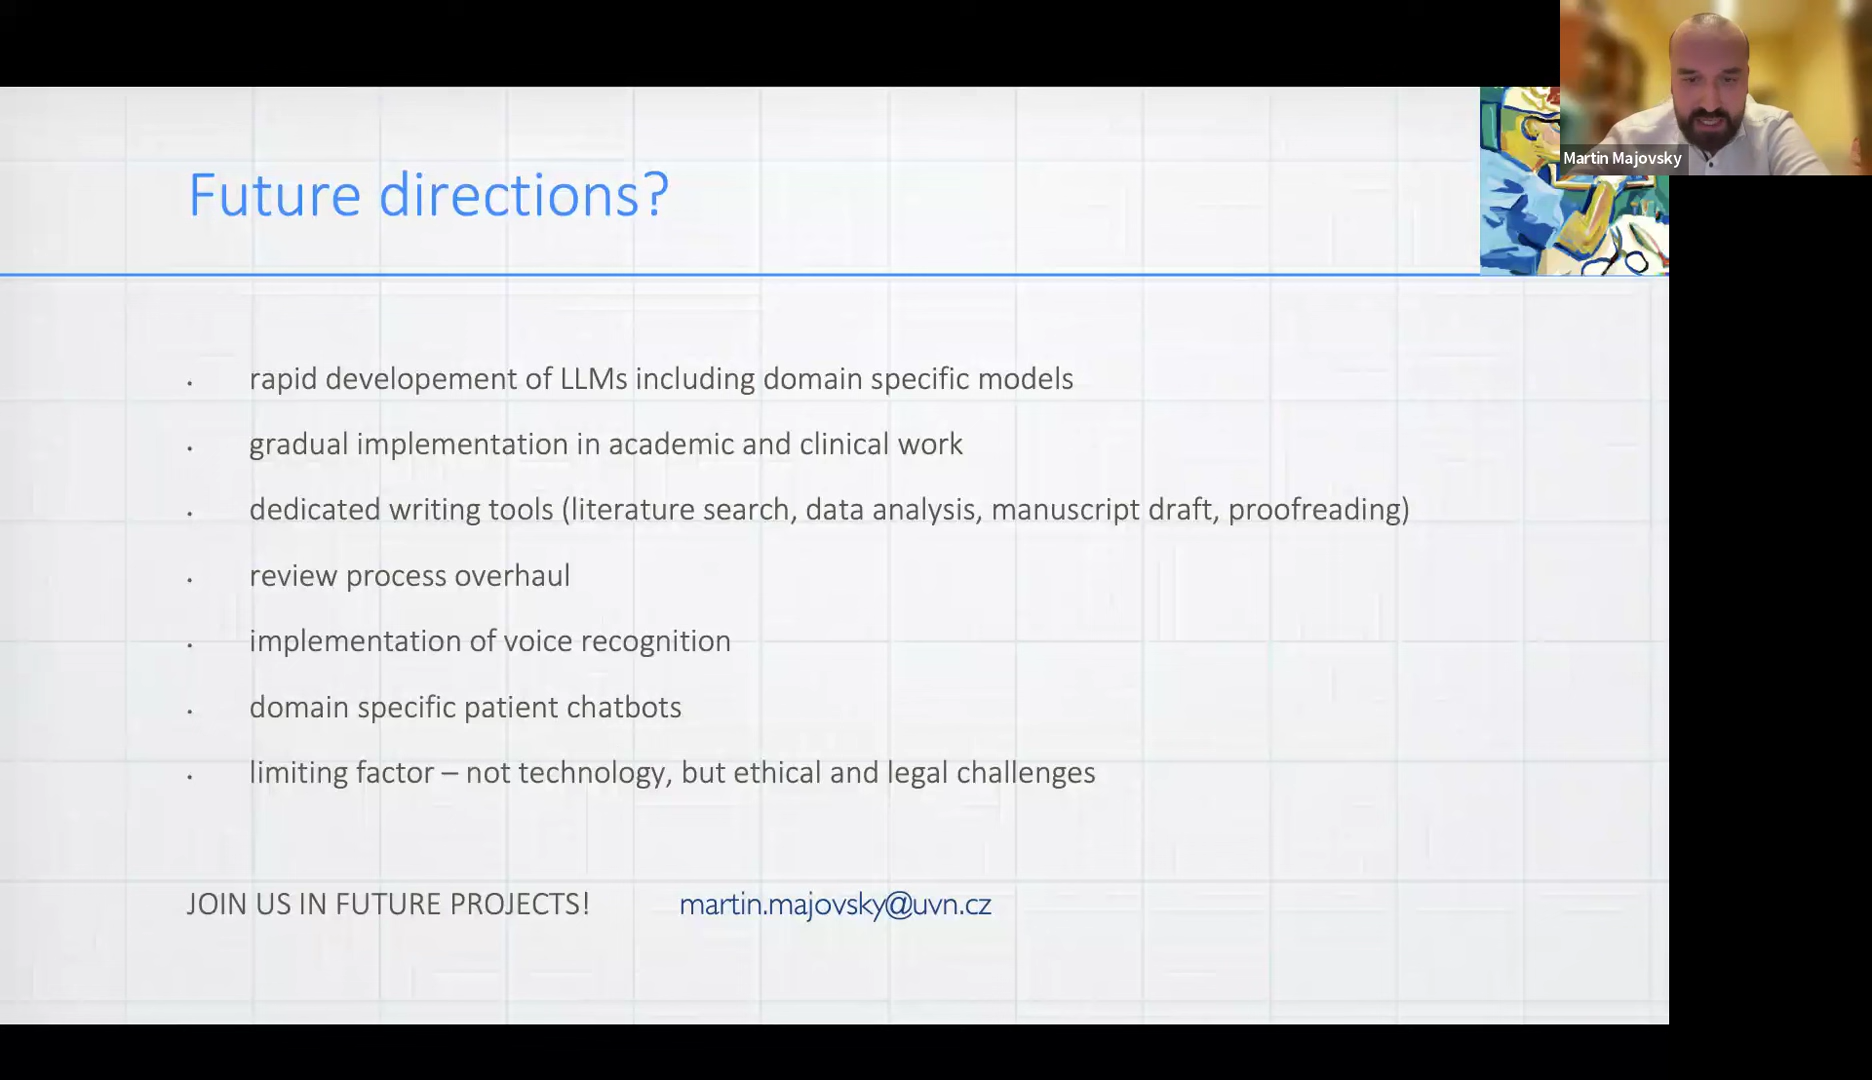 Martin Majovsky
Future directions?
• rapid developement of LLMs including domain specific models
• gradual implementation in academic and clinical work
• dedicated writing tools (literature search, data analysis, manuscript draft, proofreading)
• review process overhaul
• implementation of voice recognition
• domain specific patient chatbots
• limiting factor – not technology, but ethical and legal challenges
JOIN US IN FUTURE PROJECTS! martin.majovsky@uvn.cz